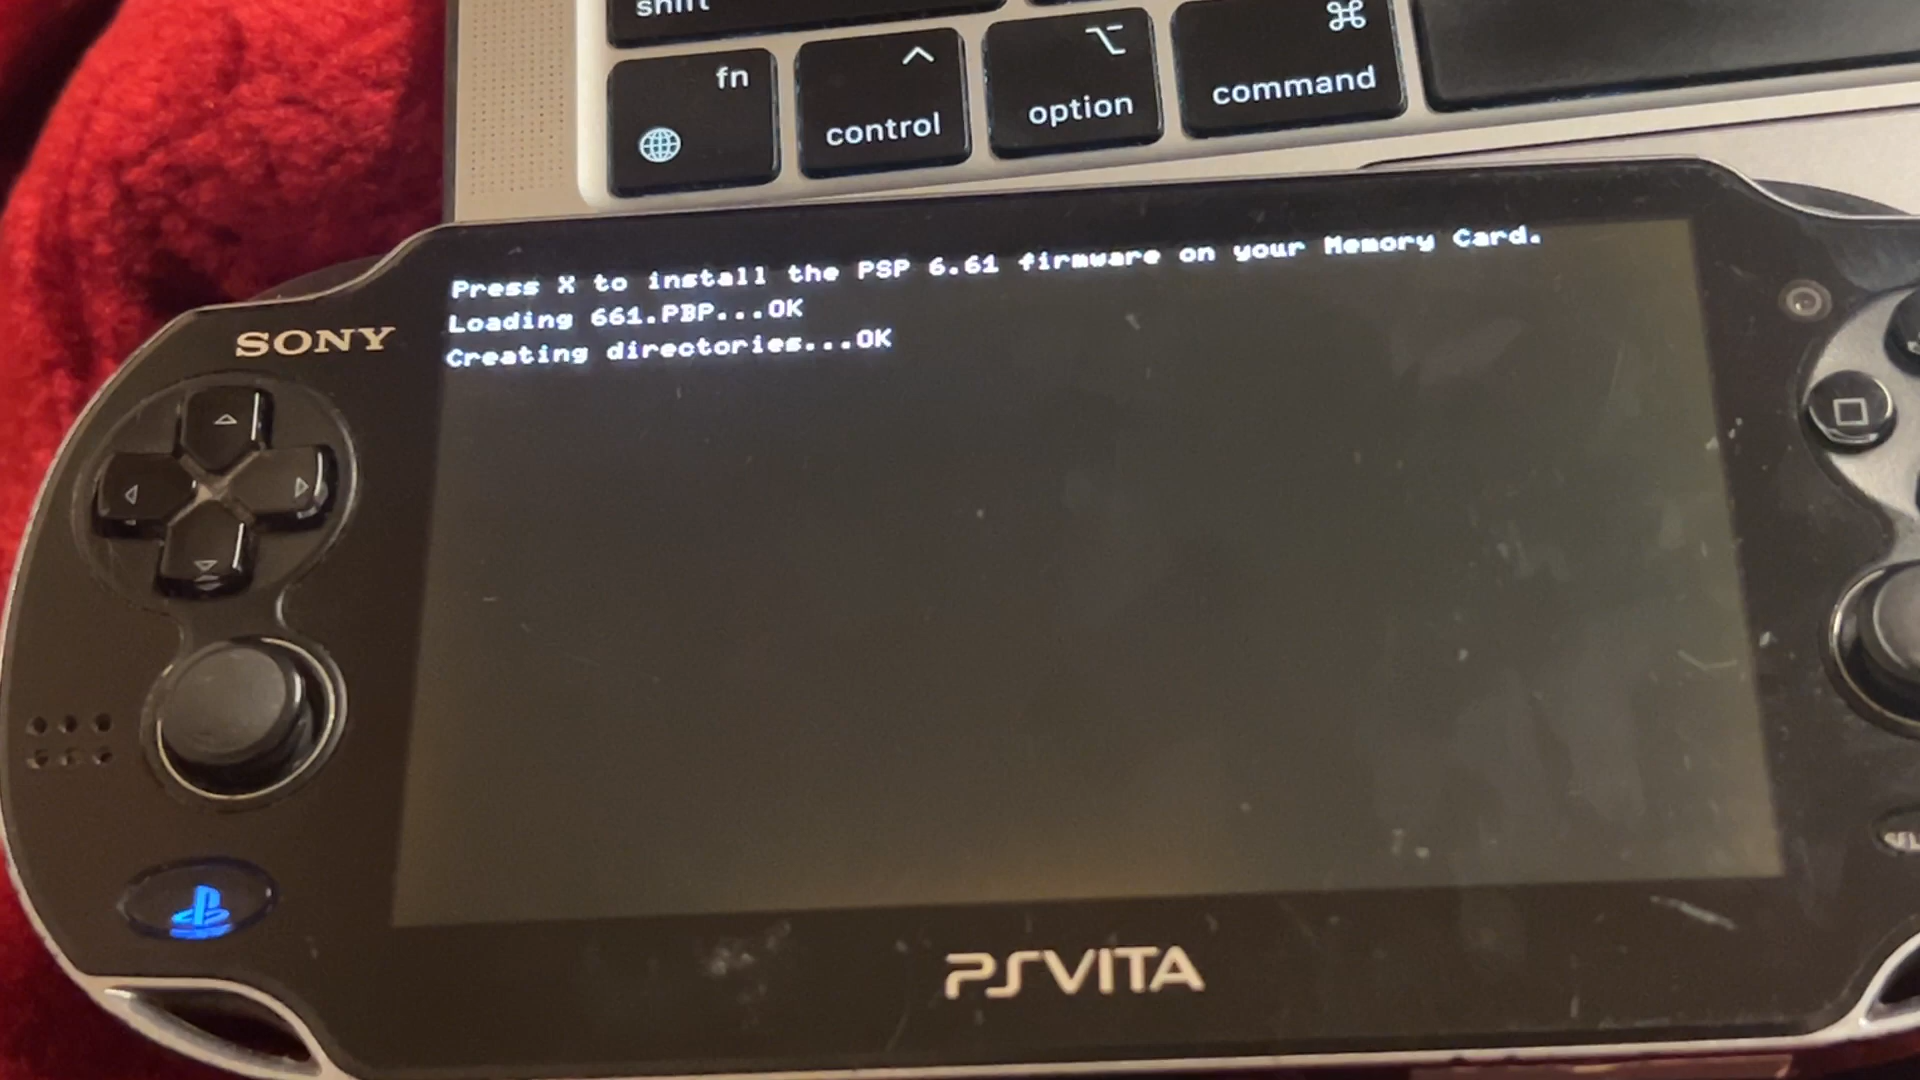 shift
fn
control
option
⌘
command
Press X to install the PSP 6.61 firmware on your Memory Card.
Loading 661.PBP...OK
Creating directories...OK
SONY
SEL
PSVITA